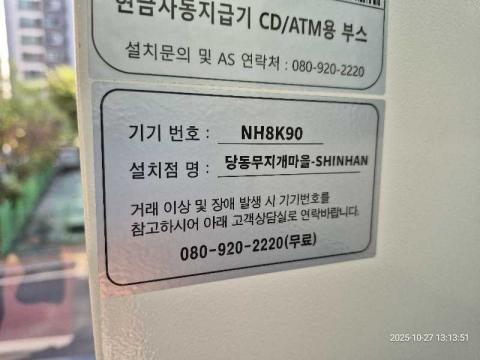 현금자동지급기 CD/ATM용 부스
설치문의 및 AS 연락처 : 080-920-2220
기기 번호 : NH8K90
설치점 명 : 당동무지개마을-SHINHAN
거래 이상 및 장애 발생 시 기기번호를
참고하시어 아래 고객상담실로 연락바랍니다.
080-920-2220(무료)
2025-10-27 13:13:51